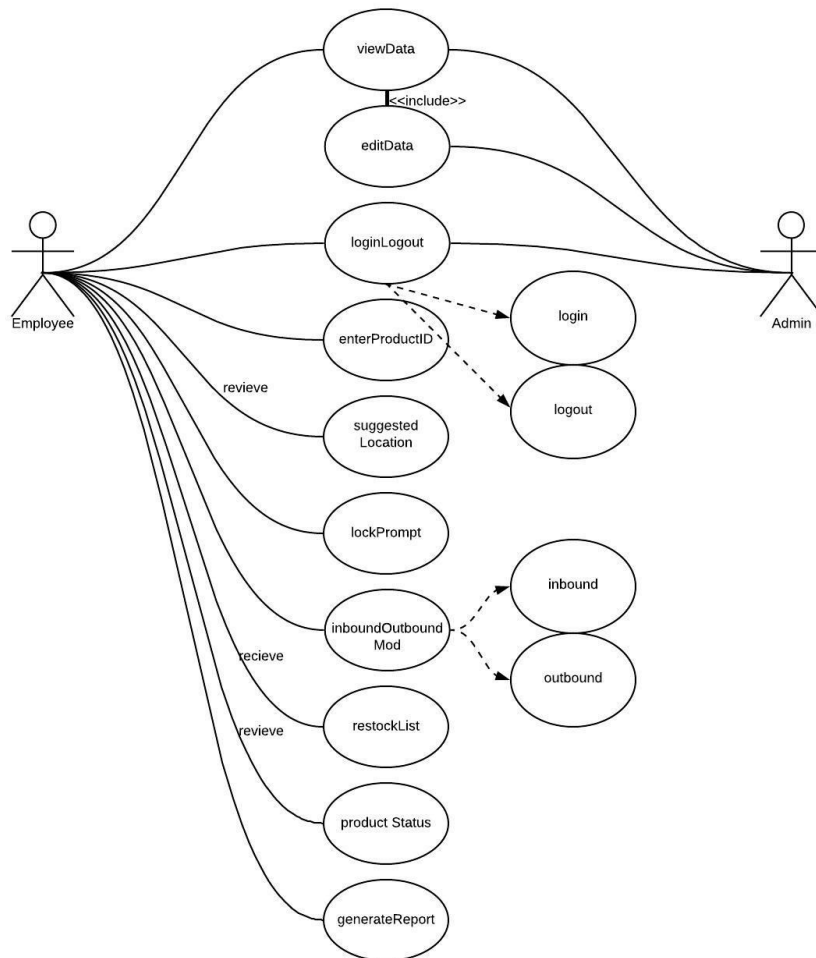 viewData
<<include>>
editData
loginLogout
Employee
Admin
login
enterProductID
revieve
logout
suggested
Location
lockPrompt
inbound
inboundOutbound
Mod
recieve
outbound
restockList
revieve
product Status
generateReport